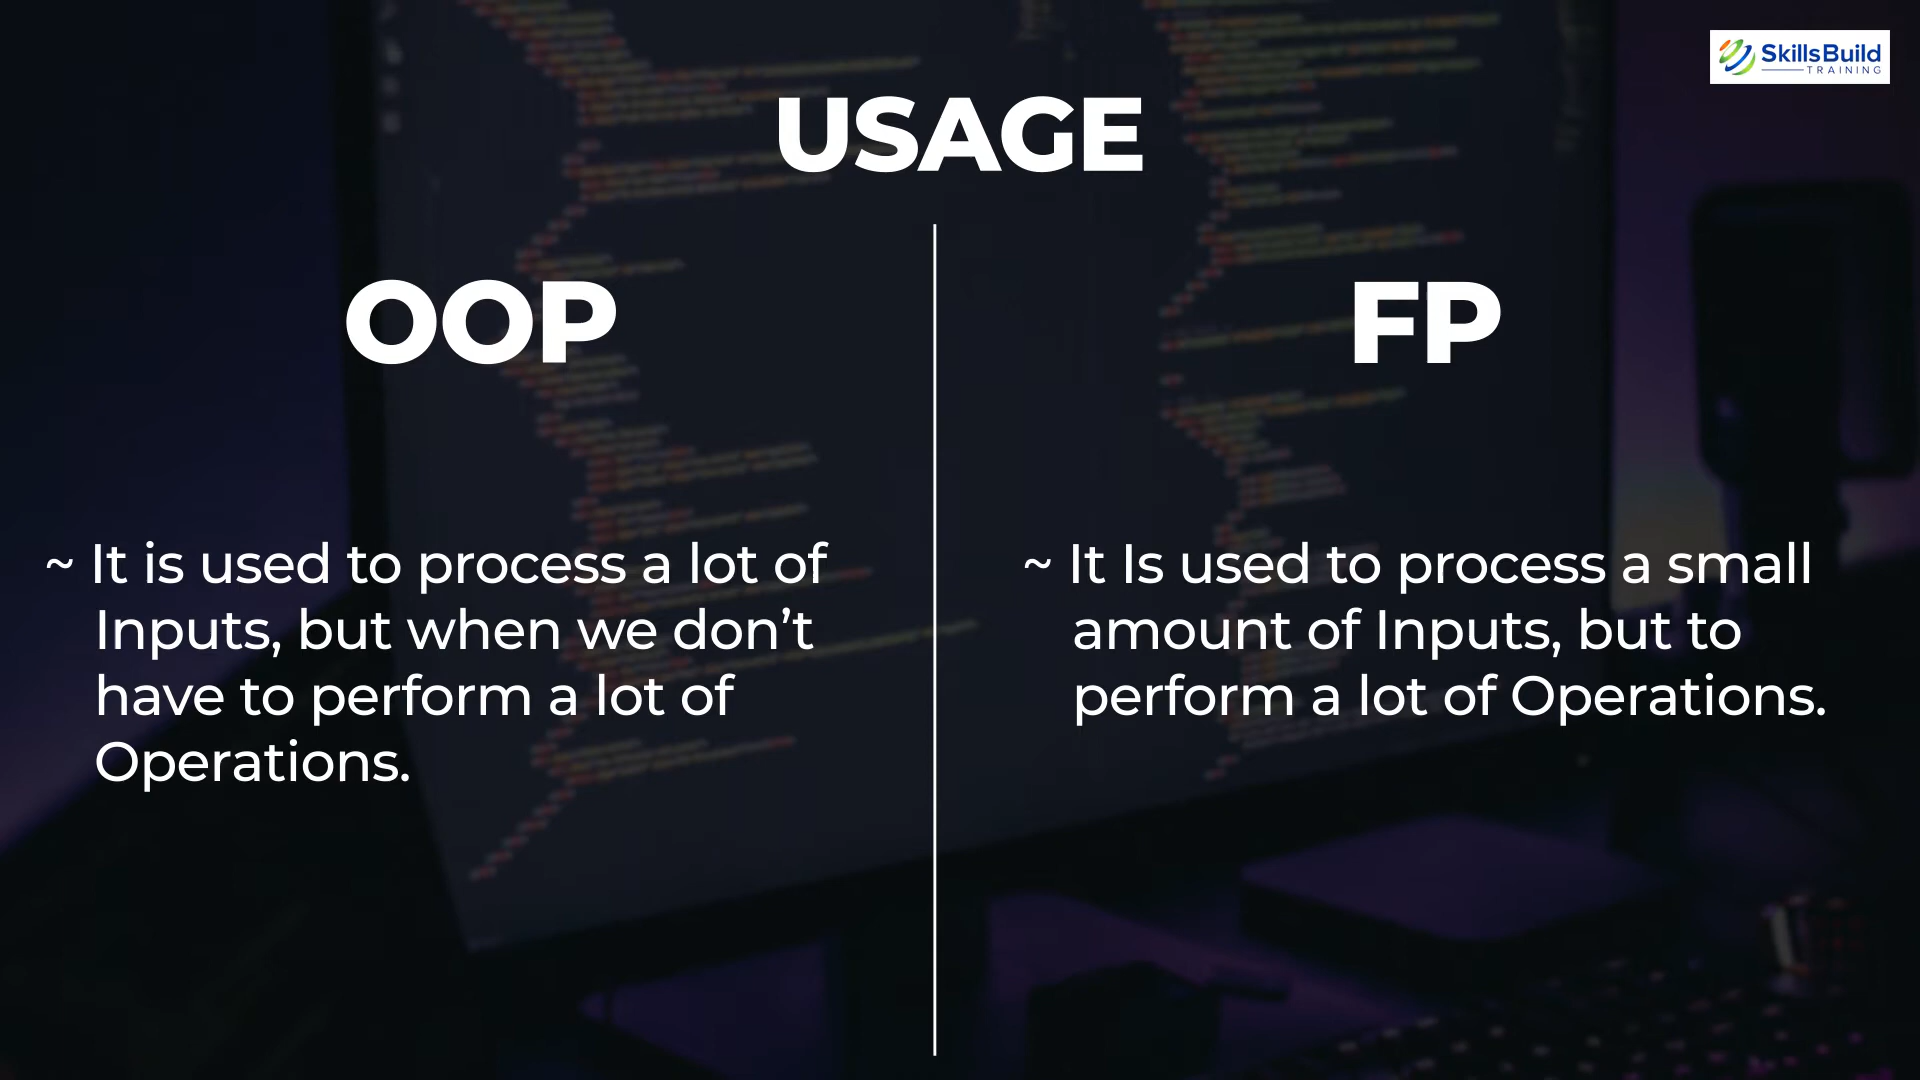 SkillsBuild
TRAINING
USAGE
OOP
~ It is used to process a lot of
Inputs, but when we don’t
have to perform a lot of
Operations.
FP
~ It Is used to process a small
amount of Inputs, but to
perform a lot of Operations.